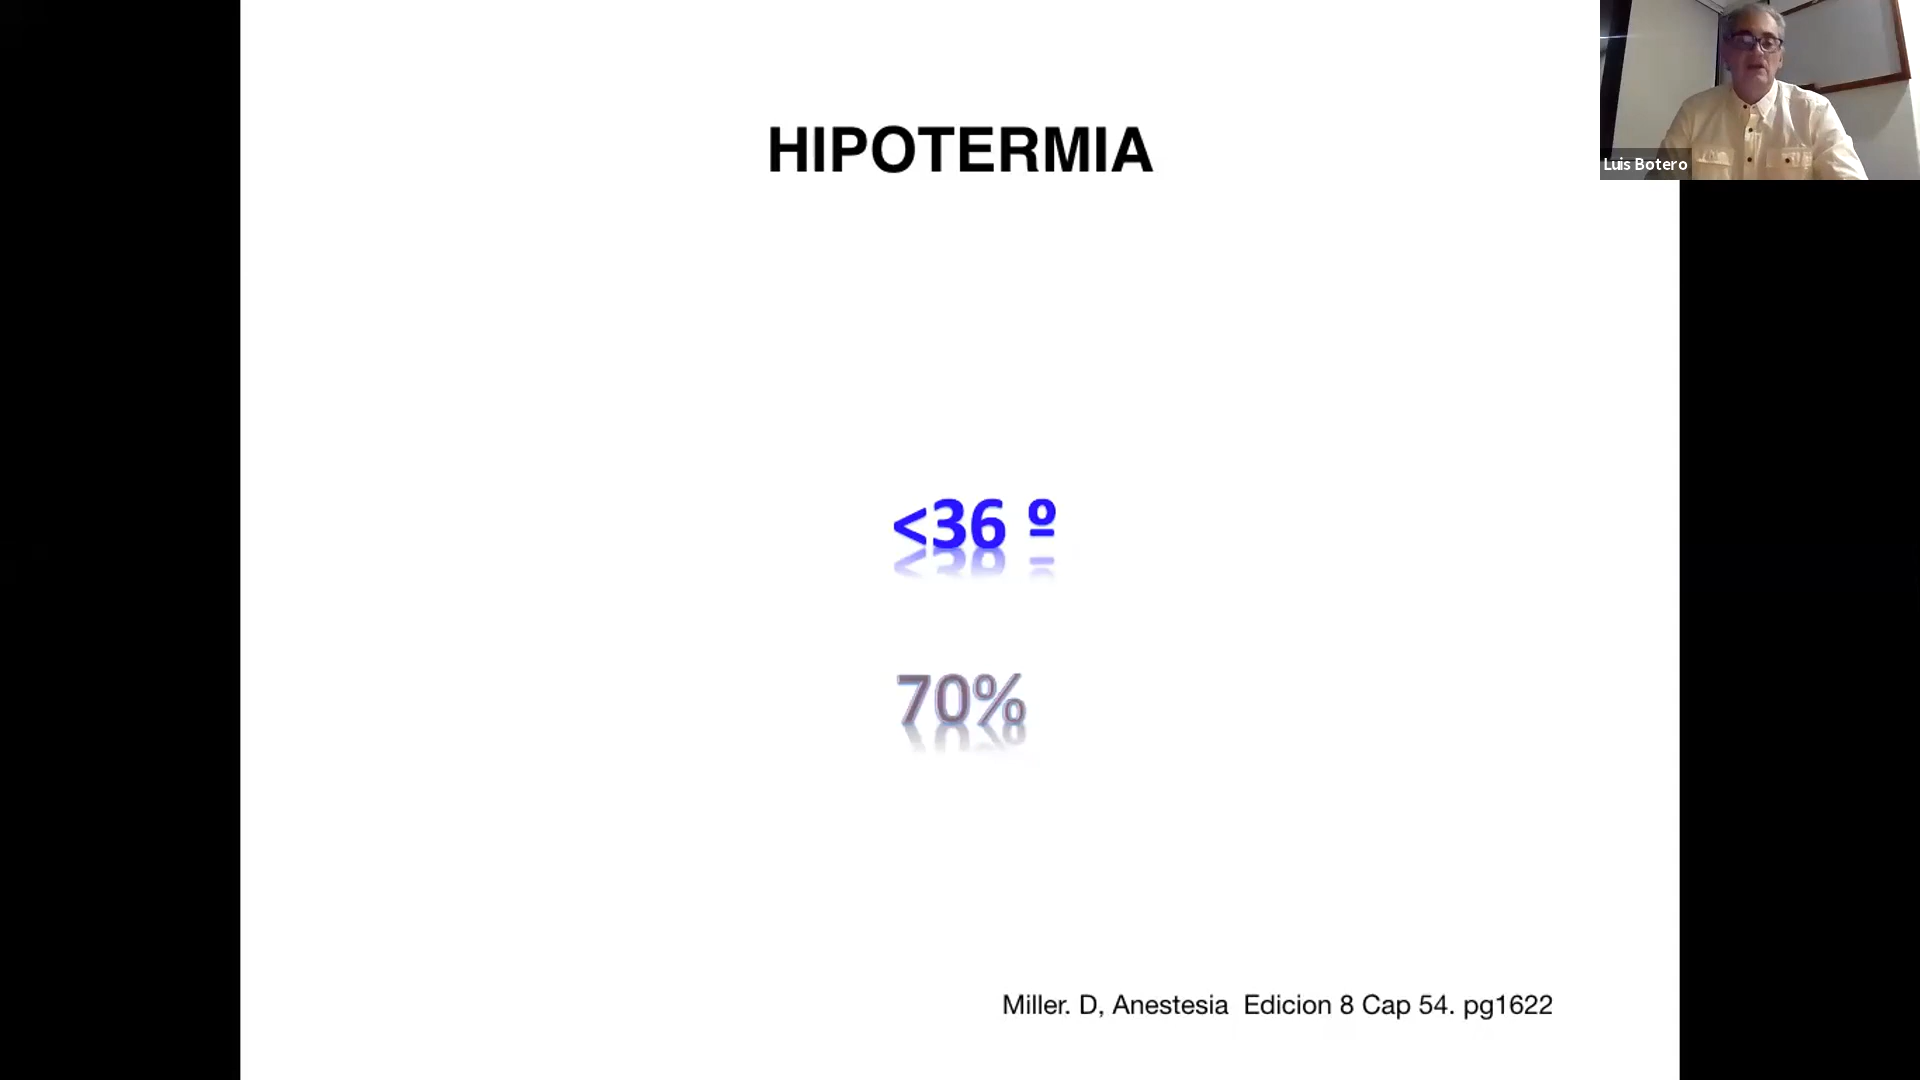 HIPOTERMIA
Luis Botero
<36 º
70%
Miller. D, Anestesia  Edicion 8 Cap 54. pg1622